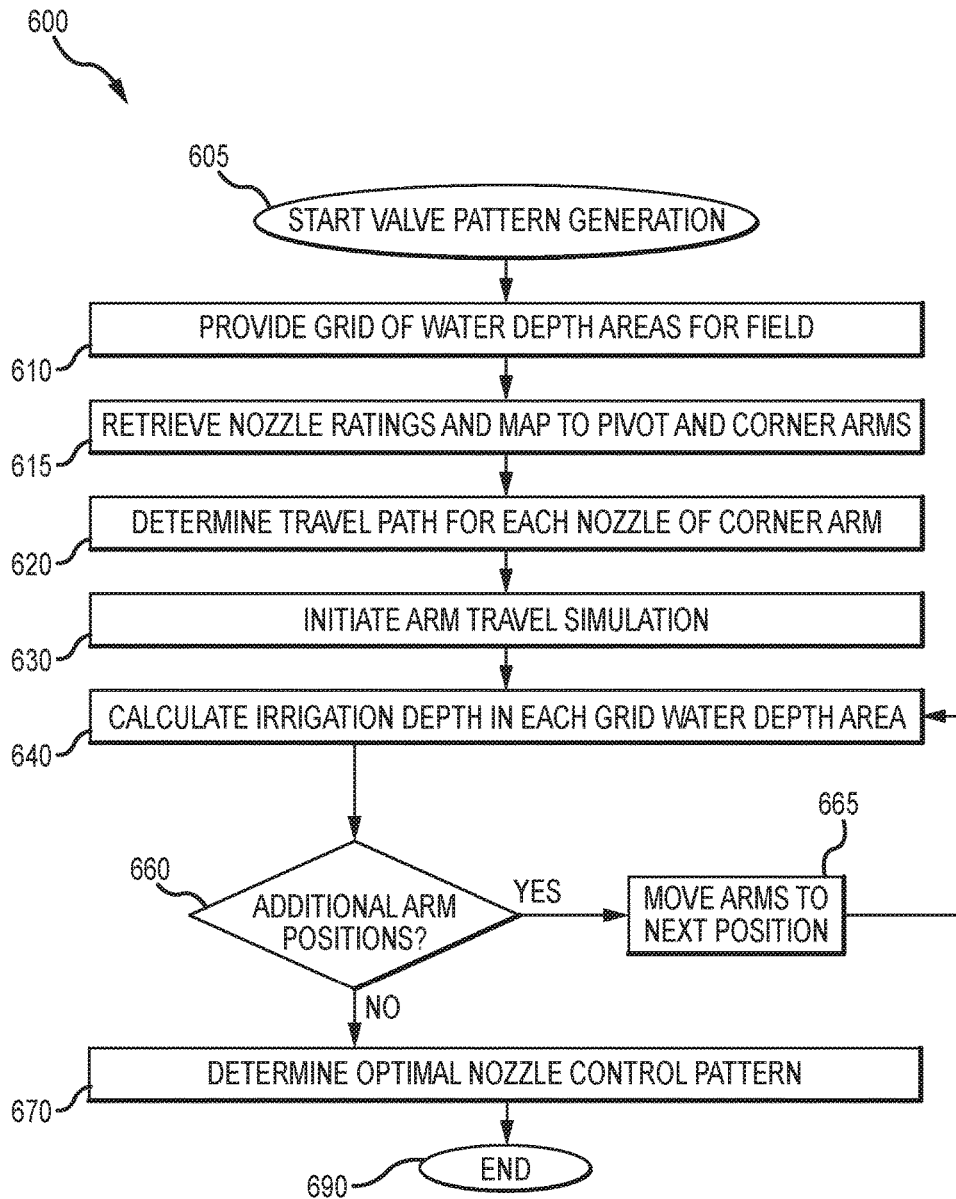 600
605
START VALVE PATTERN GENERATION
PROVIDE GRID OF WATER DEPTH AREAS FOR FIELD
610
RETRIEVE NOZZLE RATINGS AND MAP TO PIVOT AND CORNER ARMS
615
DETERMINE TRAVEL PATH FOR EACH NOZZLE OF CORNER ARM
620
INITIATE ARM TRAVEL SIMULATION
630
CALCULATE IRRIGATION DEPTH IN EACH GRID WATER DEPTH AREA
640
660
ADDITIONAL ARM
POSITIONS?
YES
665
MOVE ARMS TO
NEXT POSITION
NO
DETERMINE OPTIMAL NOZZLE CONTROL PATTERN
670
END
690